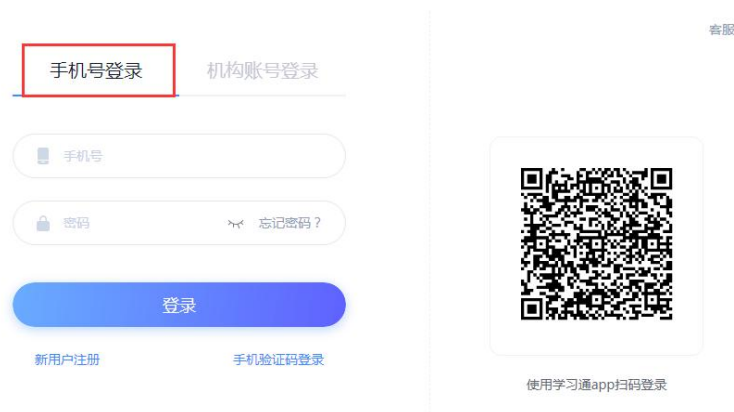 客服
手机号登录 机构账号登录
手机号
密码 忘记密码？
登录
新用户注册 手机验证码登录
使用学习通app扫码登录